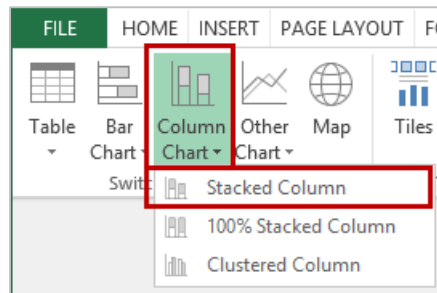 FILE HOME INSERT PAGE LAYOUT
Table Bar Chart Column Chart Other Chart Map Tiles
Stacked Column
100% Stacked Column
Clustered Column